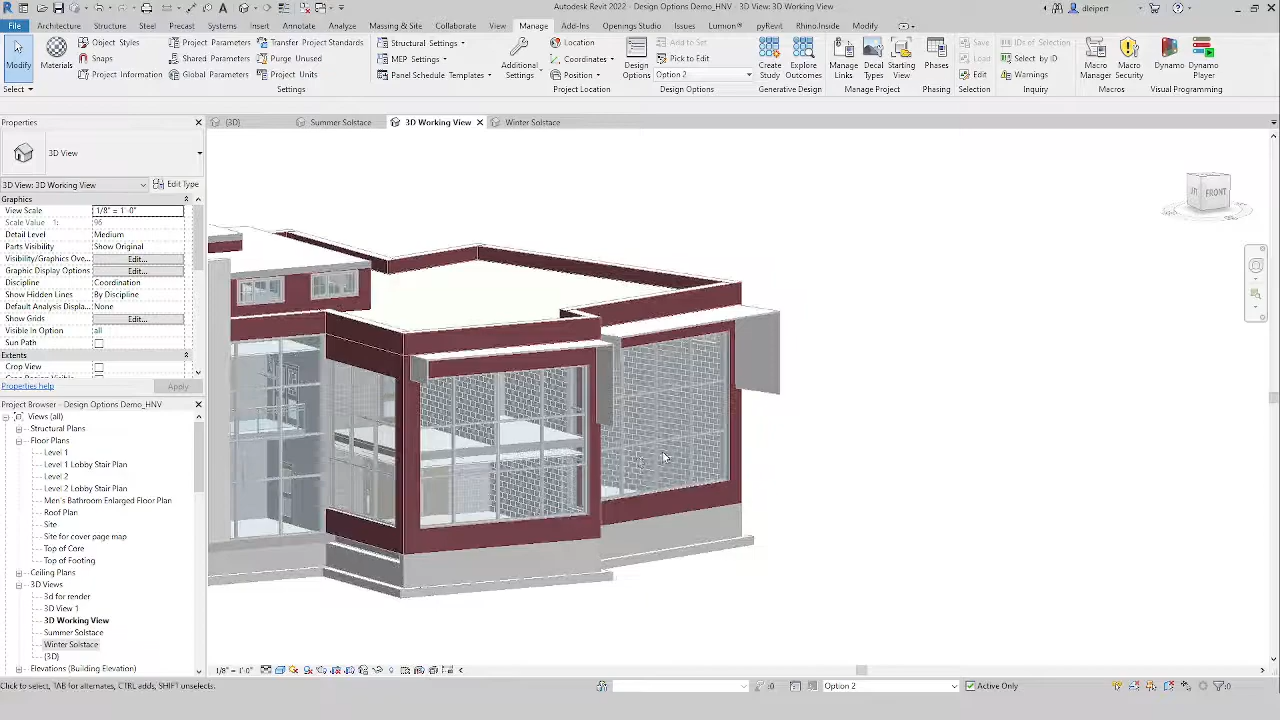 Autodesk Revit 2022 - Design Options Demo_HNV - 3D View: 3D Working View
dleipert
File Architecture Structure Steel Precast Systems Insert Annotate Analyze Massing & Site Collaborate View Manage Add-Ins Openings Studio Issues pyRevit Rhino.Inside Modify
Modify
Select
Materials
Object Styles
Snaps
Project Information
Project Parameters
Global Parameters
Transfer Project Standards
Project Units
Settings
MEP Settings
Panel Schedule Templates
Additional Settings
Location
Coordinates
Position
Project Location
Design Options
Add to Set
Pick to Edit
Option 2
Design Options
Create Study
Explore Outcomes
Generative Design
Manage Links
Decal Types
Starting View
Manage Project
Phases
Phasing
Save
Load
Edit
Selection
IDs of Selection
Select by ID
Warnings
Inquiry
Macro Manager
Macro Security
Macros
Dynamo
Dynamo Player
Visual Programming
Properties
3D View
3D View: 3D Working View
Edit Type
Graphics
View Scale 1/8" = 1'-0"
Scale Value 1: 96
Detail Level Medium
Parts Visibility Show Original
Visibility/Graphics Ove... Edit...
Graphic Display Options Edit...
Discipline Coordination
Show Hidden Lines By Discipline
Default Analysis Displa... None
Show Grids Edit...
Visible In Option all
Sun Path
Extents
Crop View
Properties help
Apply
Project Browser - Design Options Demo_HNV
Views (all)
Structural Plans
Floor Plans
Level 1
Level 1 Lobby Stair Plan
Level 2
Level 2 Lobby Stair Plan
Men's Bathroom Enlarged Floor Plan
Roof Plan
Site
Site for cover page map
Top of Core
Top of Footing
Ceiling Plans
3D Views
3d for render
3D View 1
3D Working View
Summer Solstace
Winter Solstace
{3D}
Elevations (Building Elevation)
{3D}
Summer Solstace
3D Working View
Winter Solstace
FRONT
1/8" = 1'-0"
Click to select, TAB for alternates, CTRL adds, SHIFT unselects.
:0
Option 2
Active Only
:0